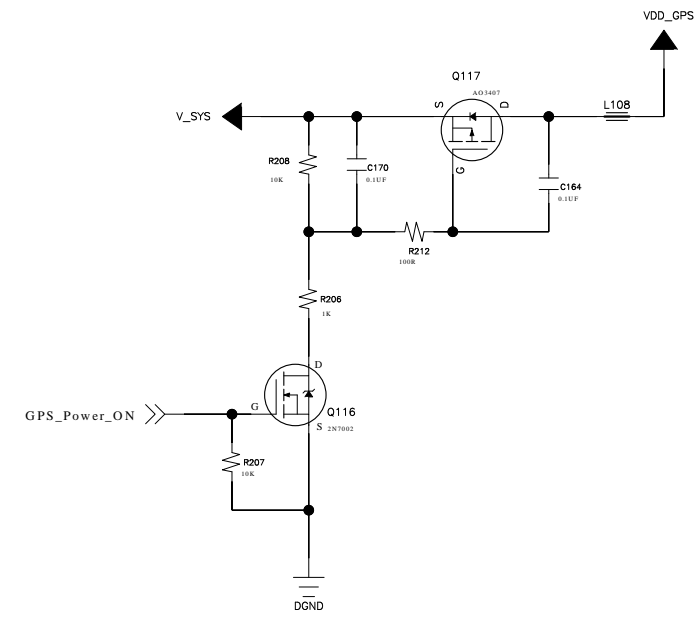 VDD_GPS
Q117
AO3407
S
D
V_SYS
L108
R208
10K
C170
0.1UF
G
C164
0.1UF
R212
100R
R206
1K
D
G
Q116
GPS_Power_ON
S 2N7002
R207
10K
DGND